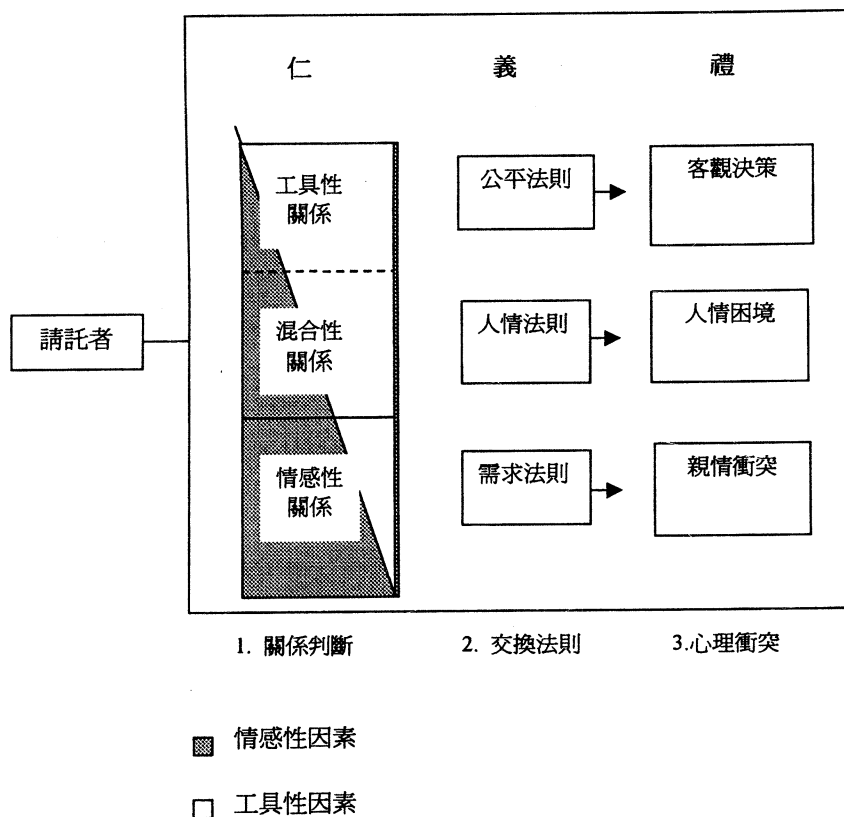 仁 義 禮
工具性
關係
公平法則
客觀決策
請託者
混合性
關係
人情法則
人情困境
情感性
關係
需求法則
親情衝突
1. 關係判斷 2. 交換法則 3.心理衝突
情感性因素
工具性因素